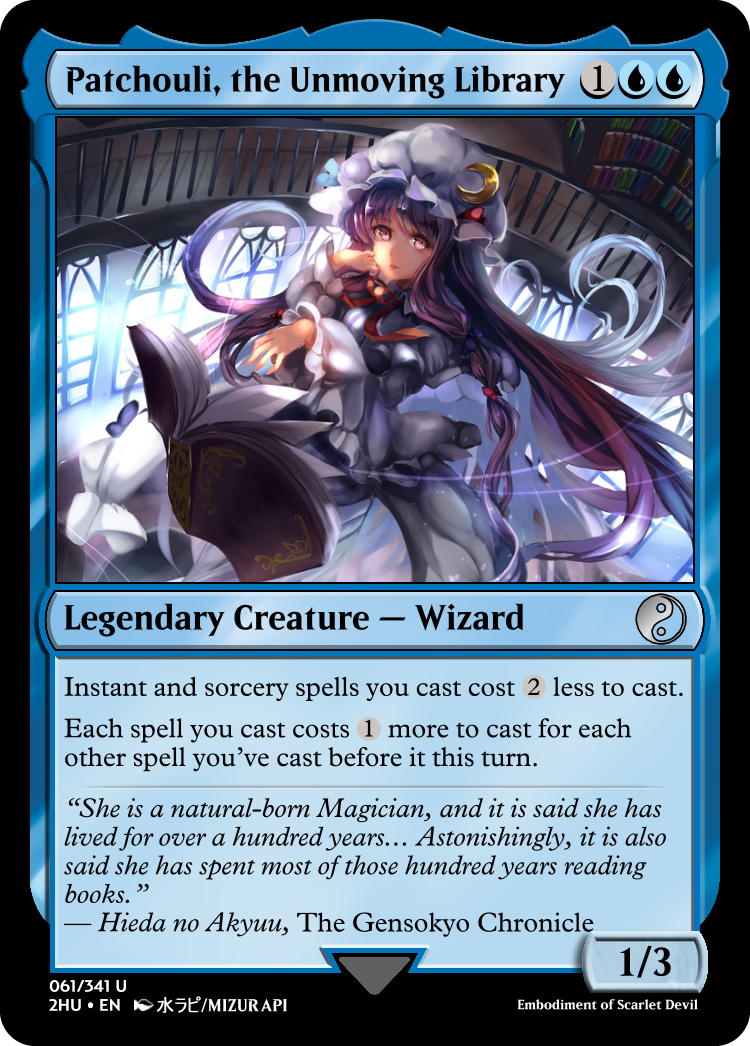 Patchouli, the Unmoving Library 1
Legendary Creature — Wizard
Instant and sorcery spells you cast cost 2 less to cast.
Each spell you cast costs 1 more to cast for each
other spell you've cast before it this turn.
“She is a natural-born Magician, and it is said she has
lived for over a hundred years… Astonishingly, it is also
said she has spent most of those hundred years reading
books.”
— Hieda no Akyuu, The Gensokyo Chronicle
1/3
061/341 U
2HU • EN 水ラピ/MIZURAPI
Embodiment of Scarlet Devil